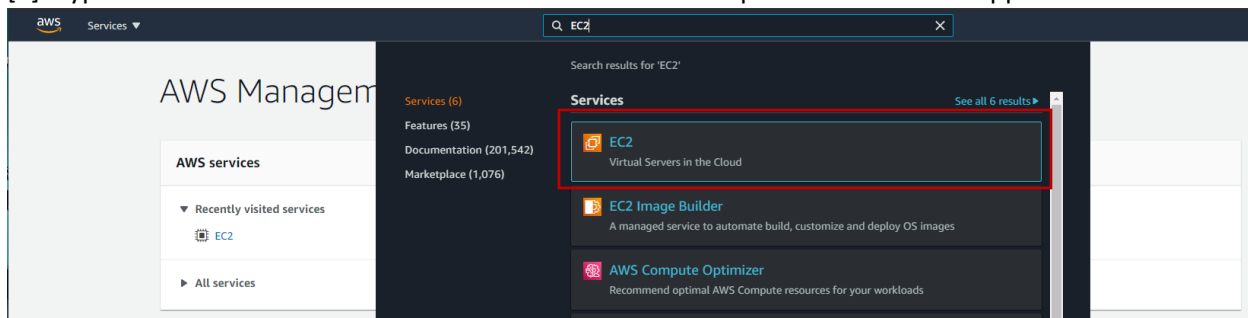 aws Services ▼ EC2 ×
Search results for 'EC2'
AWS Managem
Services (6)
Features (35)
Documentation (201,542)
Marketplace (1,076)
Services See all 6 results ▶
EC2
Virtual Servers in the Cloud
EC2 Image Builder
A managed service to automate build, customize and deploy OS images
AWS Compute Optimizer
Recommend optimal AWS Compute resources for your workloads
AWS services
▼ Recently visited services
EC2
▶ All services